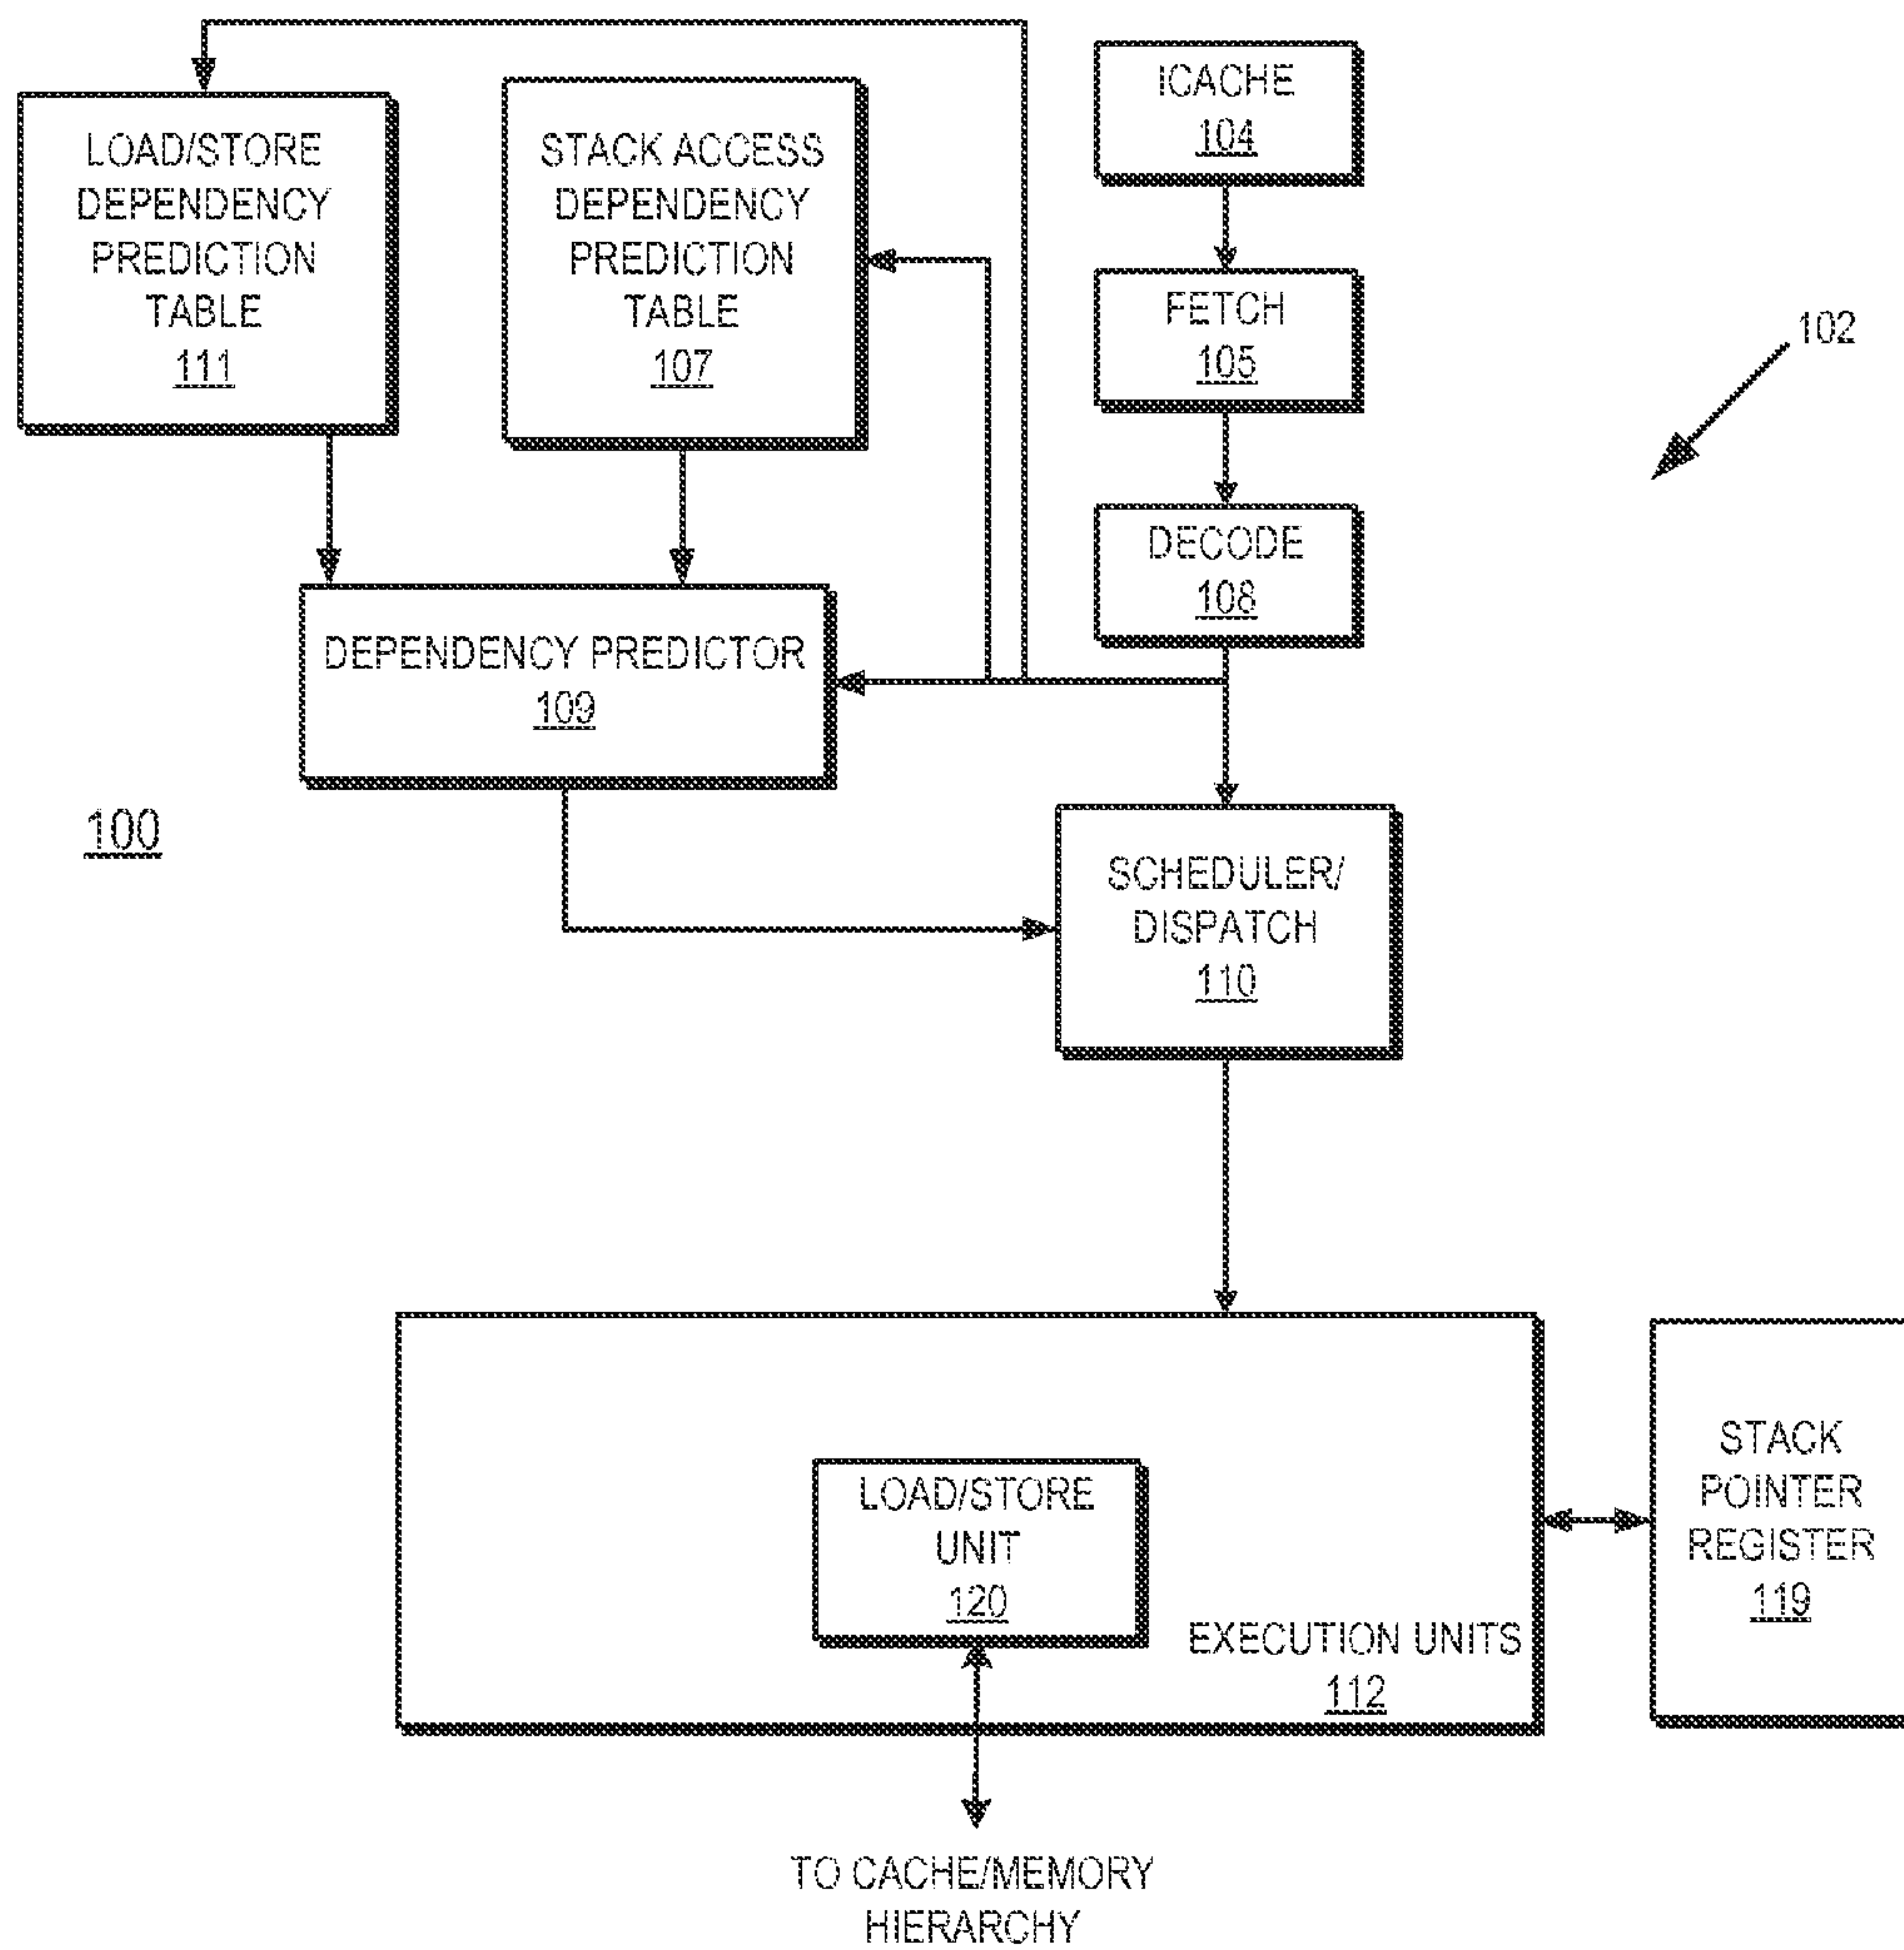 LOAD/STORE
DEPENDENCY
PREDICTION
TABLE
111
STACK ACCESS
DEPENDENCY
PREDICTION
TABLE
107
ICACHE
104
FETCH
105
102
DECODE
108
DEPENDENCY PREDICTOR
109
100
SCHEDULER/
DISPATCH
110
LOAD/STORE
UNIT
120
EXECUTION UNITS
112
STACK
POINTER
REGISTER
119
TO CACHE/MEMORY
HIERARCHY